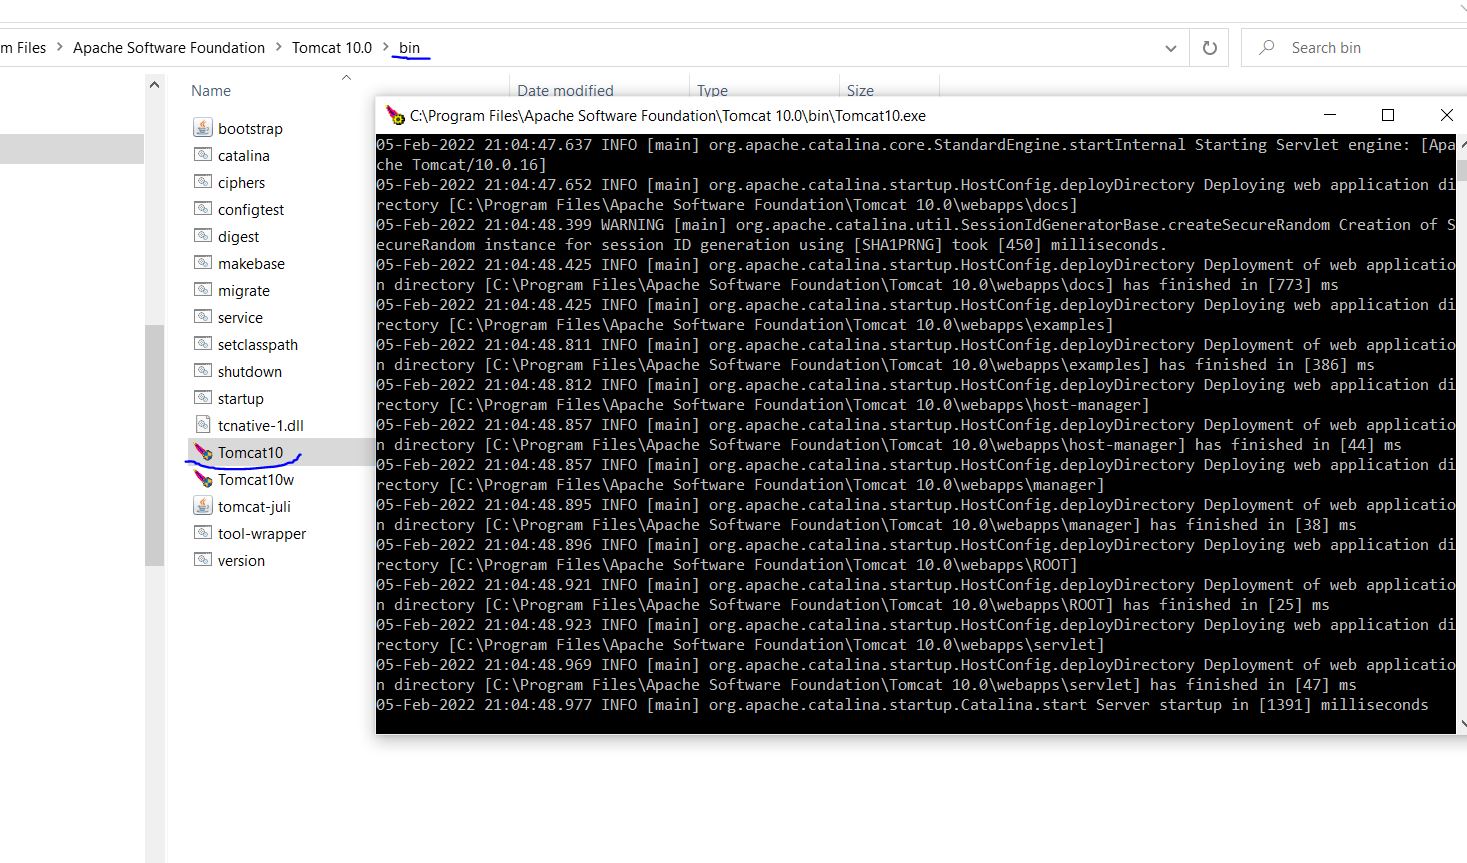 m Files > Apache Software Foundation > Tomcat 10.0 > bin
Search bin
Name
Date modified
Type
Size
bootstrap
catalina
ciphers
configtest
digest
makebase
migrate
service
setclasspath
shutdown
startup
tcnative-1.dll
Tomcat10
Tomcat10w
tomcat-juli
tool-wrapper
version
C:\Program Files\Apache Software Foundation\Tomcat 10.0\bin\Tomcat10.exe
05-Feb-2022 21:04:47.637 INFO [main] org.apache.catalina.core.StandardEngine.startInternal Starting Servlet engine: [Apa
che Tomcat/10.0.16]
05-Feb-2022 21:04:47.652 INFO [main] org.apache.catalina.startup.HostConfig.deployDirectory Deploying web application di
rectory [C:\Program Files\Apache Software Foundation\Tomcat 10.0\webapps\docs]
05-Feb-2022 21:04:48.399 WARNING [main] org.apache.catalina.util.SessionIdGeneratorBase.createSecureRandom Creation of S
ecureRandom instance for session ID generation using [SHA1PRNG] took [450] milliseconds.
05-Feb-2022 21:04:48.425 INFO [main] org.apache.catalina.startup.HostConfig.deployDirectory Deployment of web applicatio
n directory [C:\Program Files\Apache Software Foundation\Tomcat 10.0\webapps\docs] has finished in [773] ms
05-Feb-2022 21:04:48.425 INFO [main] org.apache.catalina.startup.HostConfig.deployDirectory Deploying web application di
rectory [C:\Program Files\Apache Software Foundation\Tomcat 10.0\webapps\examples]
05-Feb-2022 21:04:48.811 INFO [main] org.apache.catalina.startup.HostConfig.deployDirectory Deployment of web applicatio
n directory [C:\Program Files\Apache Software Foundation\Tomcat 10.0\webapps\examples] has finished in [386] ms
05-Feb-2022 21:04:48.812 INFO [main] org.apache.catalina.startup.HostConfig.deployDirectory Deploying web application di
rectory [C:\Program Files\Apache Software Foundation\Tomcat 10.0\webapps\host-manager]
05-Feb-2022 21:04:48.857 INFO [main] org.apache.catalina.startup.HostConfig.deployDirectory Deployment of web applicatio
n directory [C:\Program Files\Apache Software Foundation\Tomcat 10.0\webapps\host-manager] has finished in [44] ms
05-Feb-2022 21:04:48.857 INFO [main] org.apache.catalina.startup.HostConfig.deployDirectory Deploying web application di
rectory [C:\Program Files\Apache Software Foundation\Tomcat 10.0\webapps\manager]
05-Feb-2022 21:04:48.895 INFO [main] org.apache.catalina.startup.HostConfig.deployDirectory Deployment of web applicatio
n directory [C:\Program Files\Apache Software Foundation\Tomcat 10.0\webapps\manager] has finished in [38] ms
05-Feb-2022 21:04:48.896 INFO [main] org.apache.catalina.startup.HostConfig.deployDirectory Deploying web application di
rectory [C:\Program Files\Apache Software Foundation\Tomcat 10.0\webapps\ROOT]
05-Feb-2022 21:04:48.921 INFO [main] org.apache.catalina.startup.HostConfig.deployDirectory Deployment of web applicatio
n directory [C:\Program Files\Apache Software Foundation\Tomcat 10.0\webapps\ROOT] has finished in [25] ms
05-Feb-2022 21:04:48.923 INFO [main] org.apache.catalina.startup.HostConfig.deployDirectory Deploying web application di
rectory [C:\Program Files\Apache Software Foundation\Tomcat 10.0\webapps\servlet]
05-Feb-2022 21:04:48.969 INFO [main] org.apache.catalina.startup.HostConfig.deployDirectory Deployment of web applicatio
n directory [C:\Program Files\Apache Software Foundation\Tomcat 10.0\webapps\servlet] has finished in [47] ms
05-Feb-2022 21:04:48.977 INFO [main] org.apache.catalina.startup.Catalina.start Server startup in [1391] milliseconds